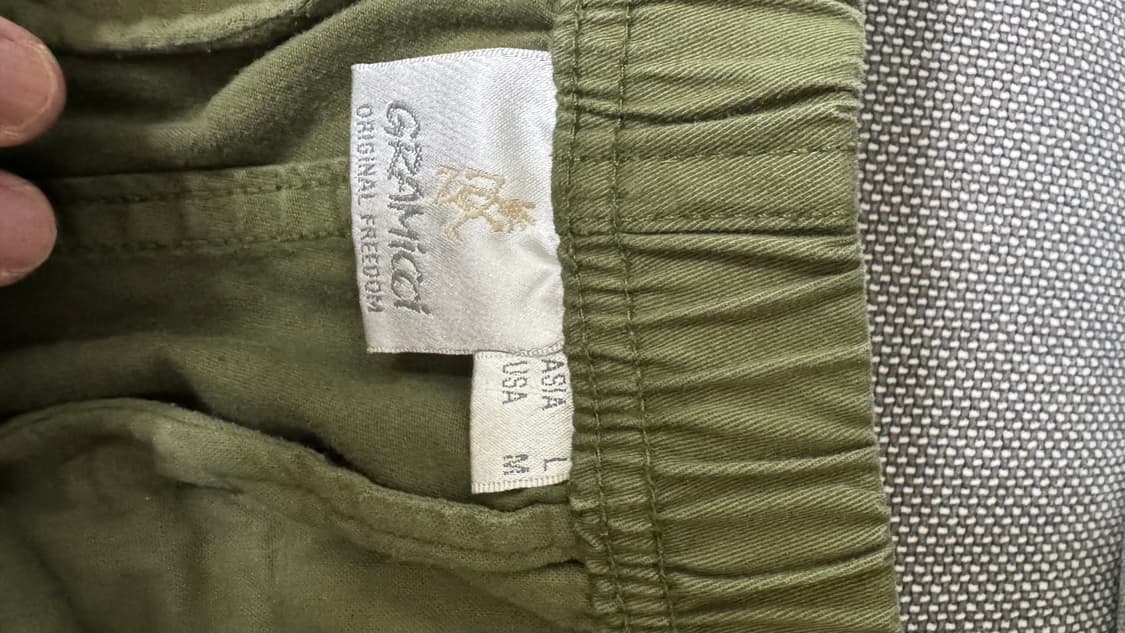 GRAMICCi
ORIGINAL FREEDOM
ASIA L
USA M